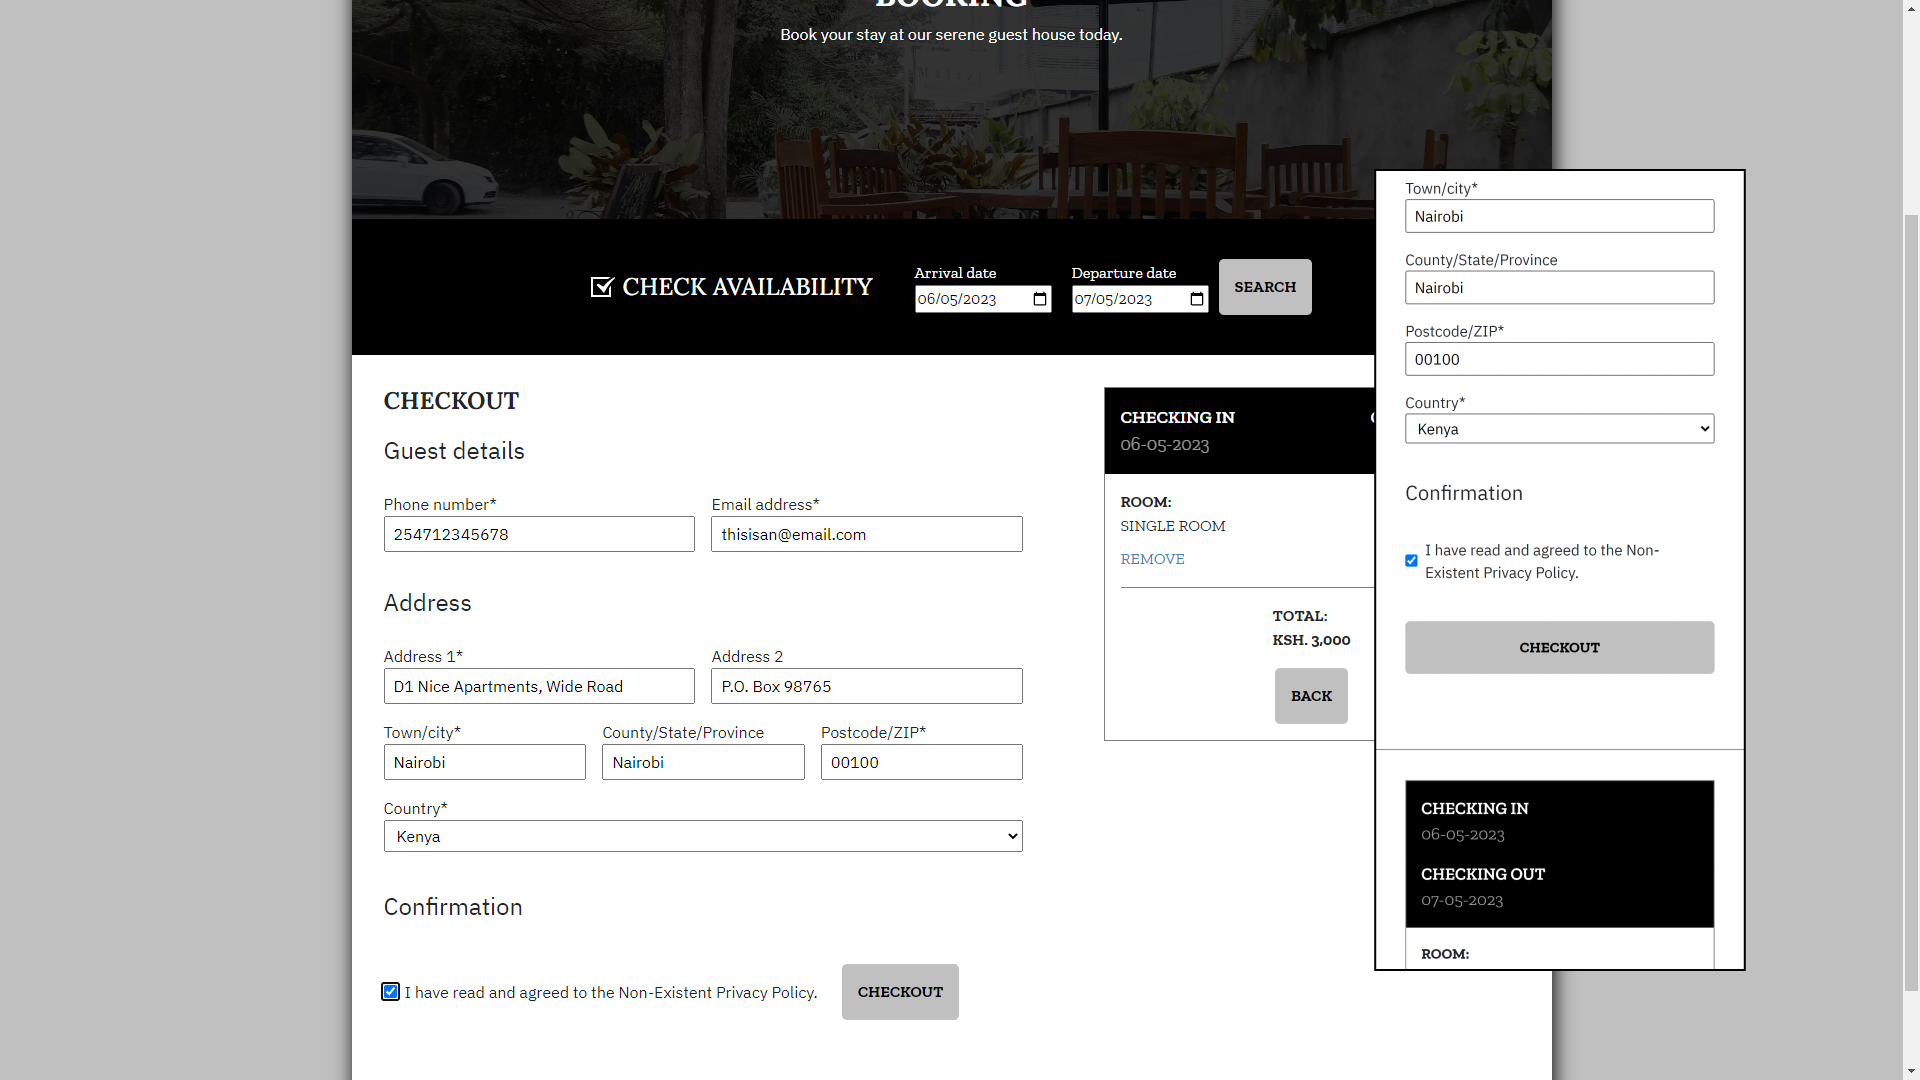 BOOKING
Book your stay at our serene guest house today.
CHECK AVAILABILITY
Arrival date
06/05/2023
Departure date
07/05/2023
SEARCH
CHECKOUT
Guest details
Phone number*
254712345678
Email address*
thisisan@email.com
Address
Address 1*
D1 Nice Apartments, Wide Road
Address 2
P.O. Box 98765
Town/city*
Nairobi
County/State/Province
Nairobi
Postcode/ZIP*
00100
Country*
Kenya
Confirmation
I have read and agreed to the Non-Existent Privacy Policy.
CHECKOUT
CHECKING IN
06-05-2023
ROOM:
SINGLE ROOM
REMOVE
TOTAL:
KSH. 3,000
BACK
Town/city*
Nairobi
County/State/Province
Nairobi
Postcode/ZIP*
00100
Country*
Kenya
Confirmation
I have read and agreed to the Non-
Existent Privacy Policy.
CHECKOUT
CHECKING IN
06-05-2023
CHECKING OUT
07-05-2023
ROOM: